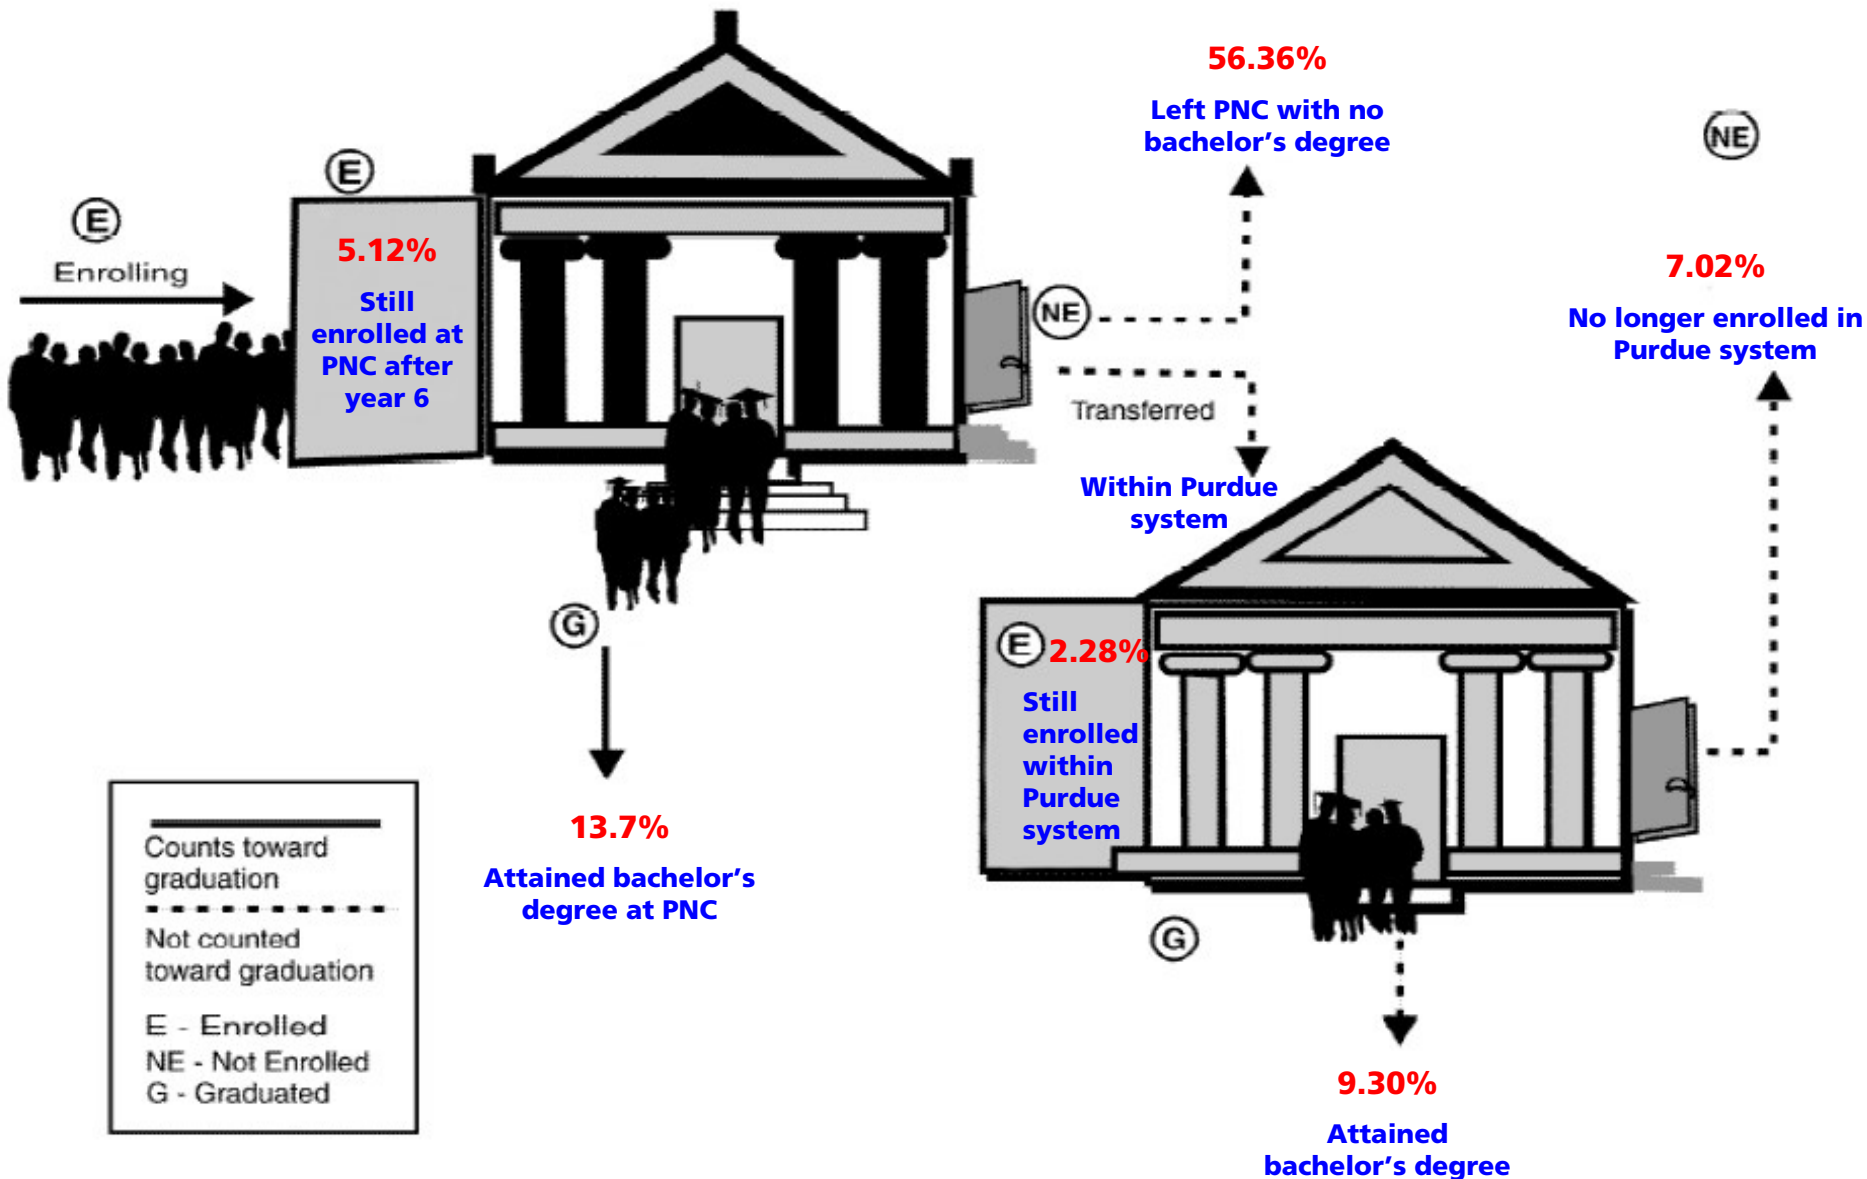 E
Enrolling
E
5.12%
Still
enrolled at
PNC after
year 6
56.36%
Left PNC with no
bachelor's degree
NE
NE
7.02%
No longer enrolled in
Purdue system
Transferred
Within Purdue
system
G
13.7%
Attained bachelor's
degree at PNC
E 2.28%
Still
enrolled
within
Purdue
system
G
9.30%
Attained
bachelor's degree
Counts toward
graduation
Not counted
toward graduation
E - Enrolled
NE - Not Enrolled
G - Graduated